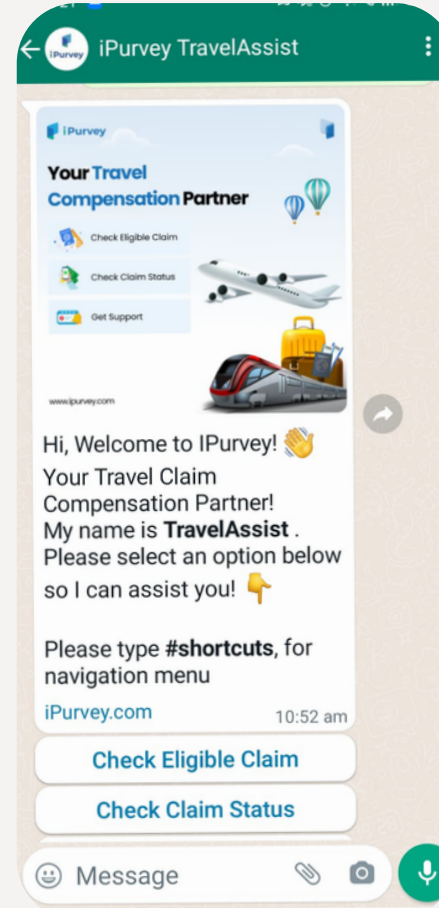 iPurvey TravelAssist
iPurvey
iPurvey
Your Travel
Compensation Partner
Check Eligible Claim
Check Claim Status
Get Support
www.ipurvey.com
Hi, Welcome to IPurvey! 👋
Your Travel Claim
Compensation Partner!
My name is TravelAssist .
Please select an option below
so I can assist you! 👇
Please type #shortcuts, for
navigation menu
iPurvey.com
10:52 am
Check Eligible Claim
Check Claim Status
Message